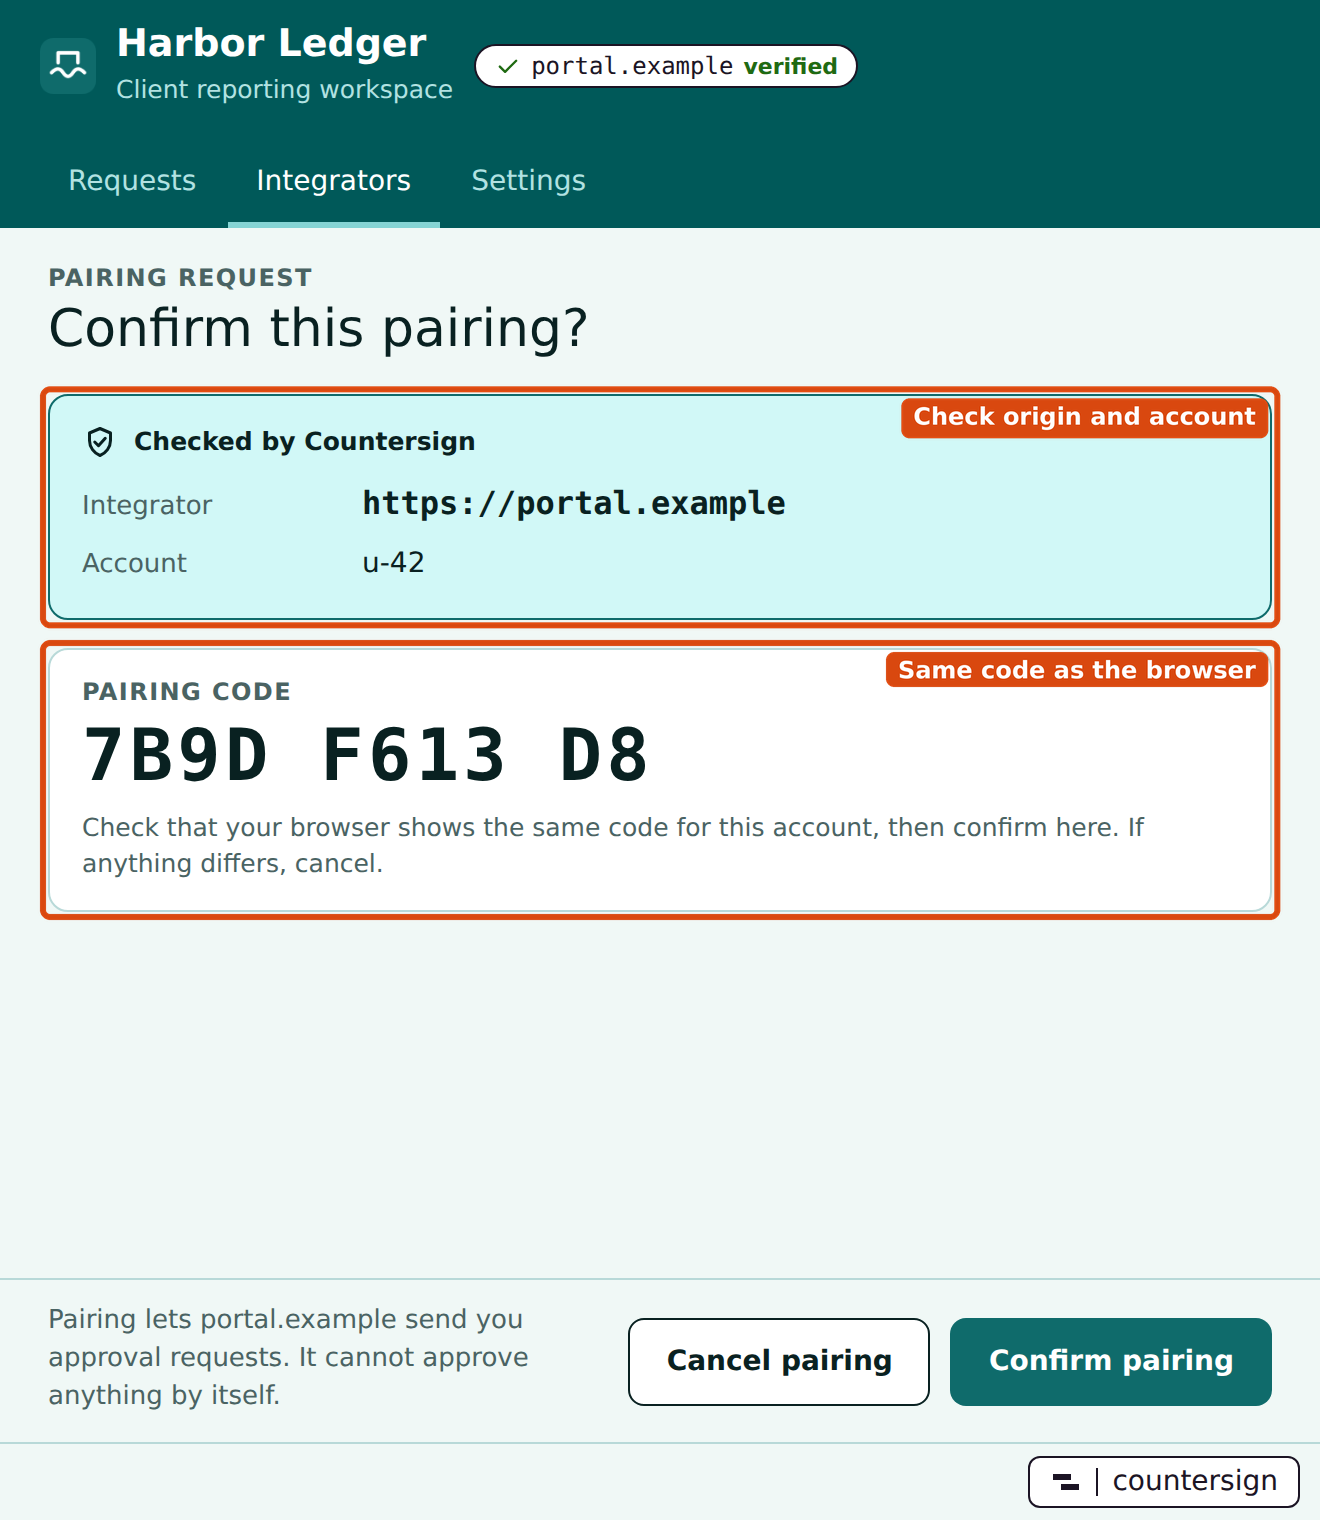 Harbor Ledger
Client reporting workspace
portal.example verified
Requests Integrators Settings
PAIRING REQUEST
Confirm this pairing?
Check origin and account
Checked by Countersign
Integrator https://portal.example
Account u-42
Same code as the browser
PAIRING CODE
7B9D F613 D8
Check that your browser shows the same code for this account, then confirm here. If
anything differs, cancel.
Pairing lets portal.example send you
approval requests. It cannot approve
anything by itself.
Cancel pairing
Confirm pairing
countersign